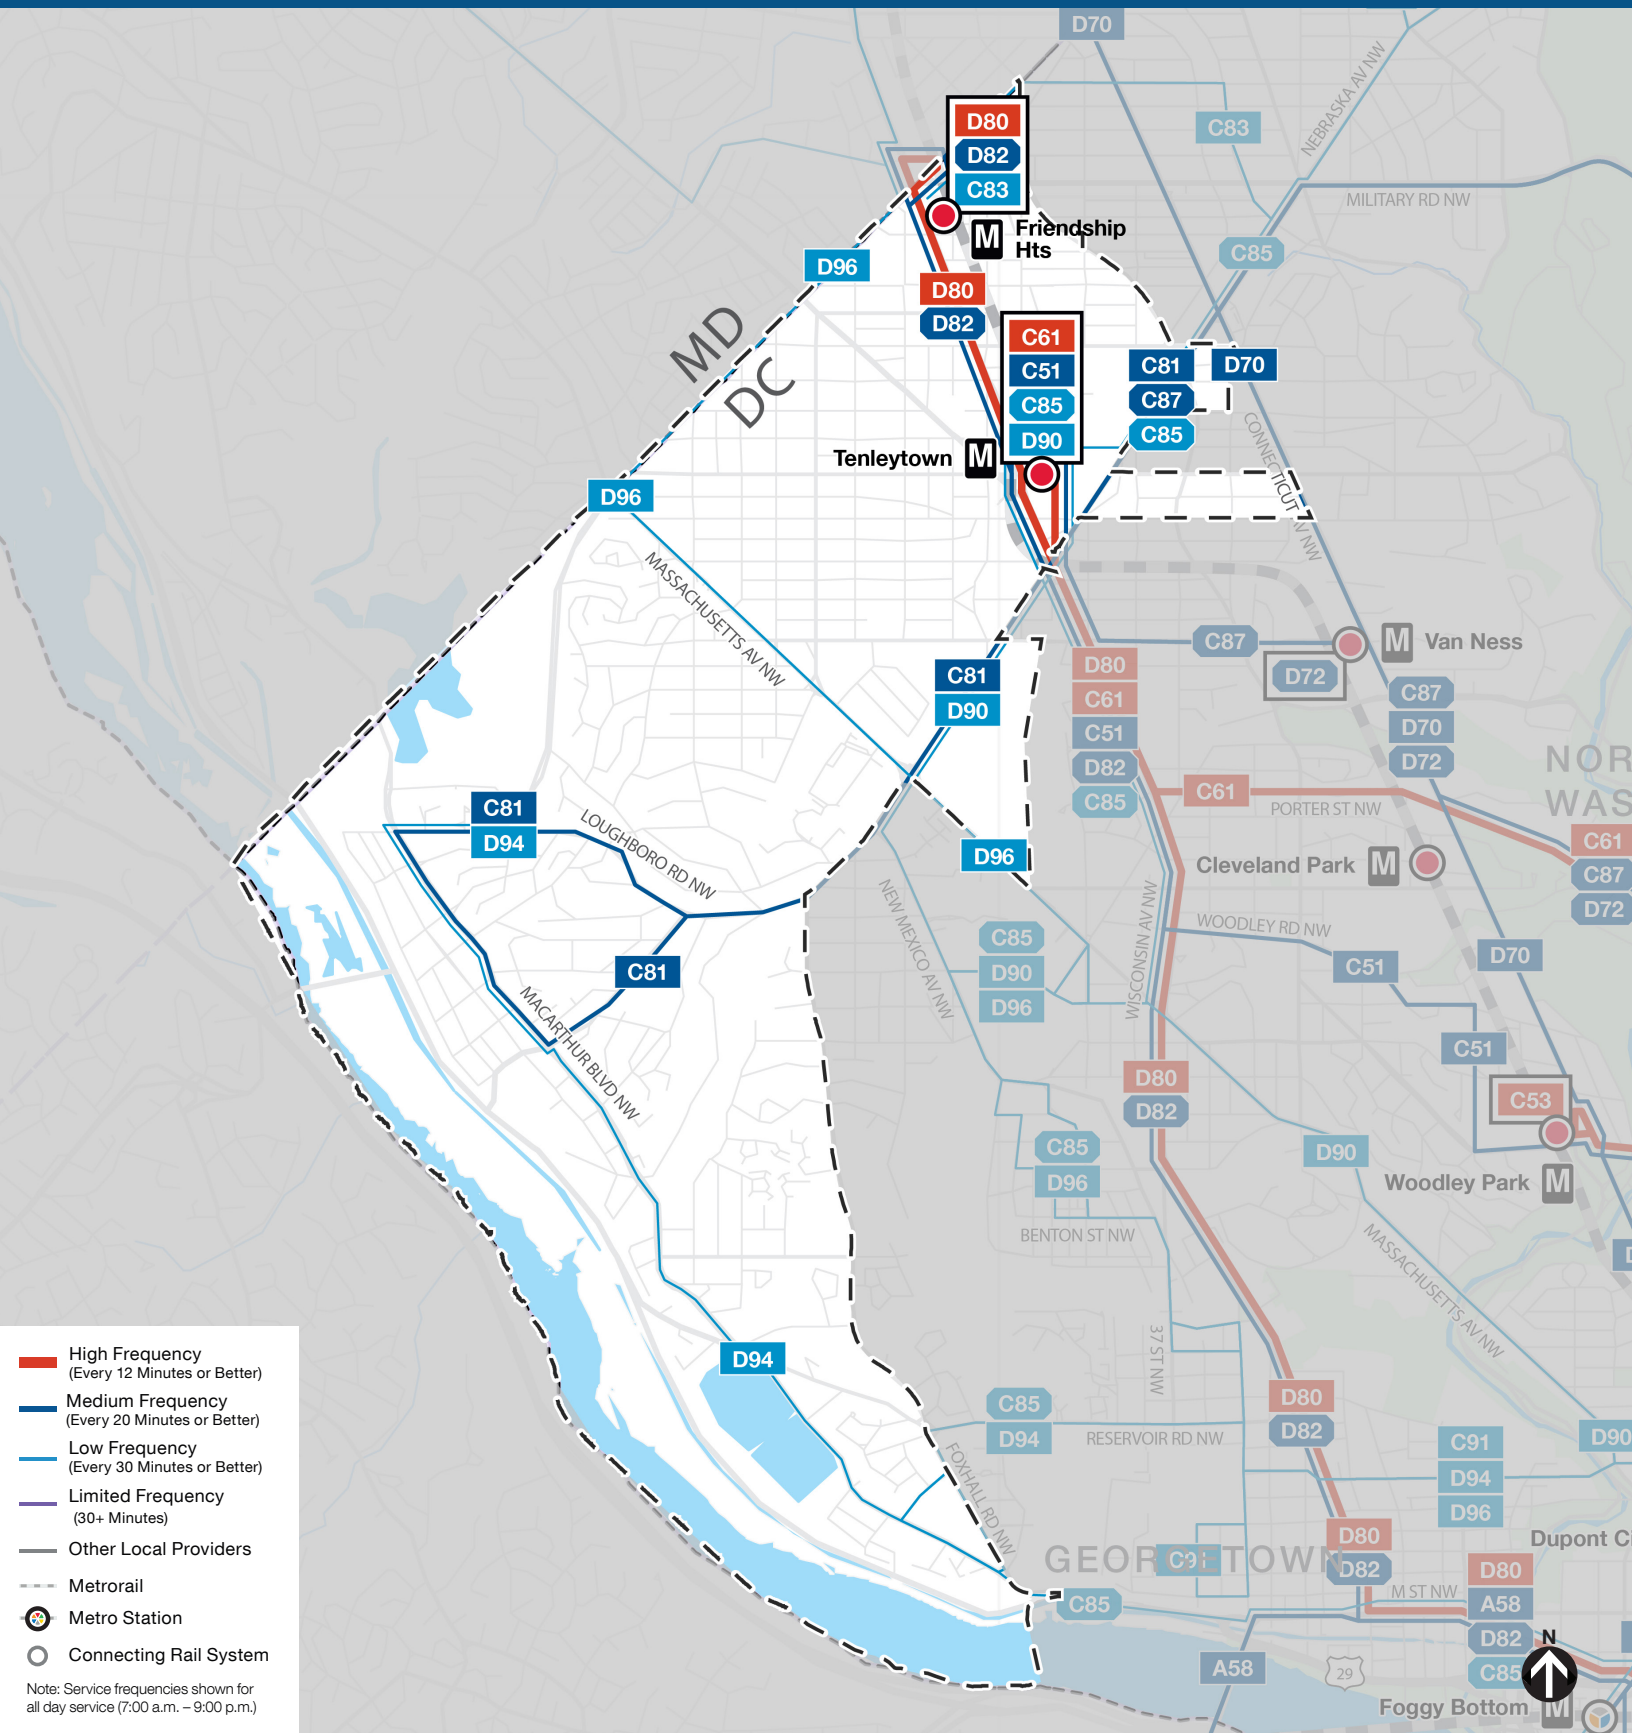 D70
D80
D82
C83
C83
NEBRASKA AV NW
MILITARY RD NW
M
Friendship
Hts
C85
D96
D80
D82
MD
DC
C61
C51
C85
D90
C81
C87
C85
D70
CONNECTICUT AV NW
Tenleytown
M
D96
MASSACHUSETTS AV NW
C87
M
Van Ness
D72
C81
D90
D80
C61
C51
D82
C85
C87
D70
D72
NOR
WAS
C61
PORTER ST NW
C61
C87
D72
C81
D94
LOUGHBORO RD NW
D96
Cleveland Park
M
NEW MEXICO AV NW
WISCONSIN AV NW
WOODLEY RD NW
C85
D90
D96
C51
D70
C81
MACARTHUR BLVD NW
C51
D80
D82
C53
C85
D96
D90
Woodley Park
M
BENTON ST NW
MASSACHUSETTS AV NW
D
37 ST NW
D94
D80
D82
C85
D94
RESERVOIR RD NW
FOXHALL RD NW
C91
D94
D96
D90
D80
D82
Dupont Ci
GEORGETOWN
C91
M ST NW
D80
A58
D82
C85
C85
A58
29
N
Foggy Bottom
M
High Frequency
(Every 12 Minutes or Better)
Medium Frequency
(Every 20 Minutes or Better)
Low Frequency
(Every 30 Minutes or Better)
Limited Frequency
(30+ Minutes)
Other Local Providers
Metrorail
Metro Station
Connecting Rail System
Note: Service frequencies shown for
all day service (7:00 a.m. – 9:00 p.m.)